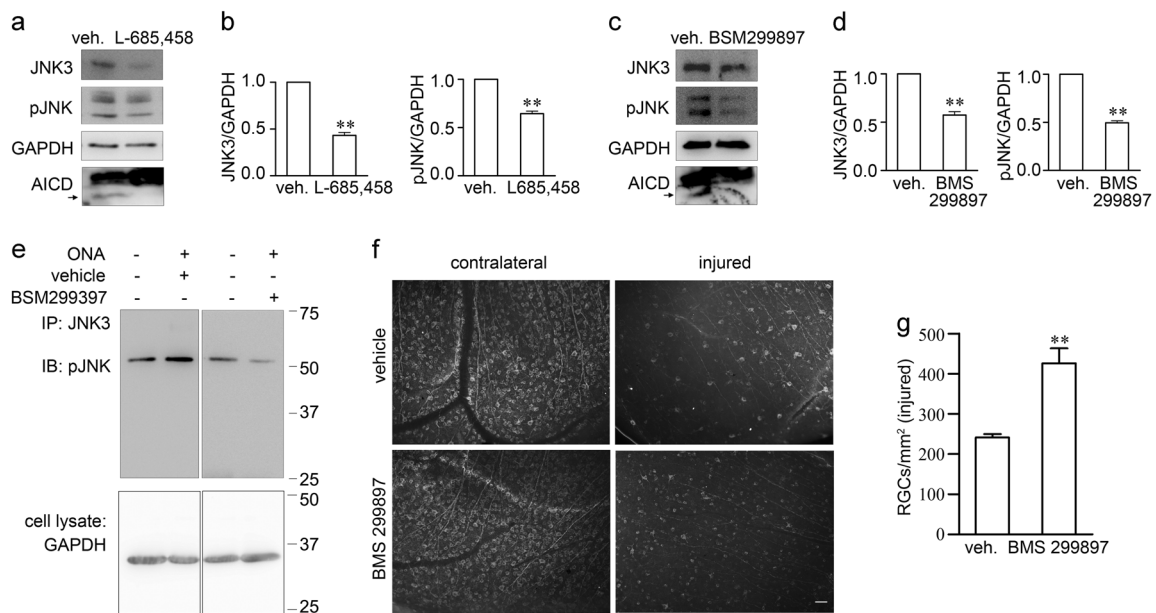 a
veh. L-685,458
JNK3
pJNK
GAPDH
AICD
b
JNK3/GAPDH
1.0
0.5
0
**
veh. L-685,458
pJNK/GAPDH
1.0
0.5
0
**
veh. L685,458
c
veh. BSM299897
JNK3
pJNK
GAPDH
AICD
d
JNK3/GAPDH
1.0
0.5
0
**
veh. BMS
299897
pJNK/GAPDH
1.0
0.5
0
**
veh. BMS
299897
e
ONA - + - +
vehicle - + - -
BSM299397 - - - +
IP: JNK3
IB: pJNK
75
50
37
25
cell lysate:
GAPDH
50
37
25
f
contralateral injured
vehicle
BMS 299897
g
RGCs/mm² (injured)
500
400
300
200
100
0
**
veh. BMS 299897